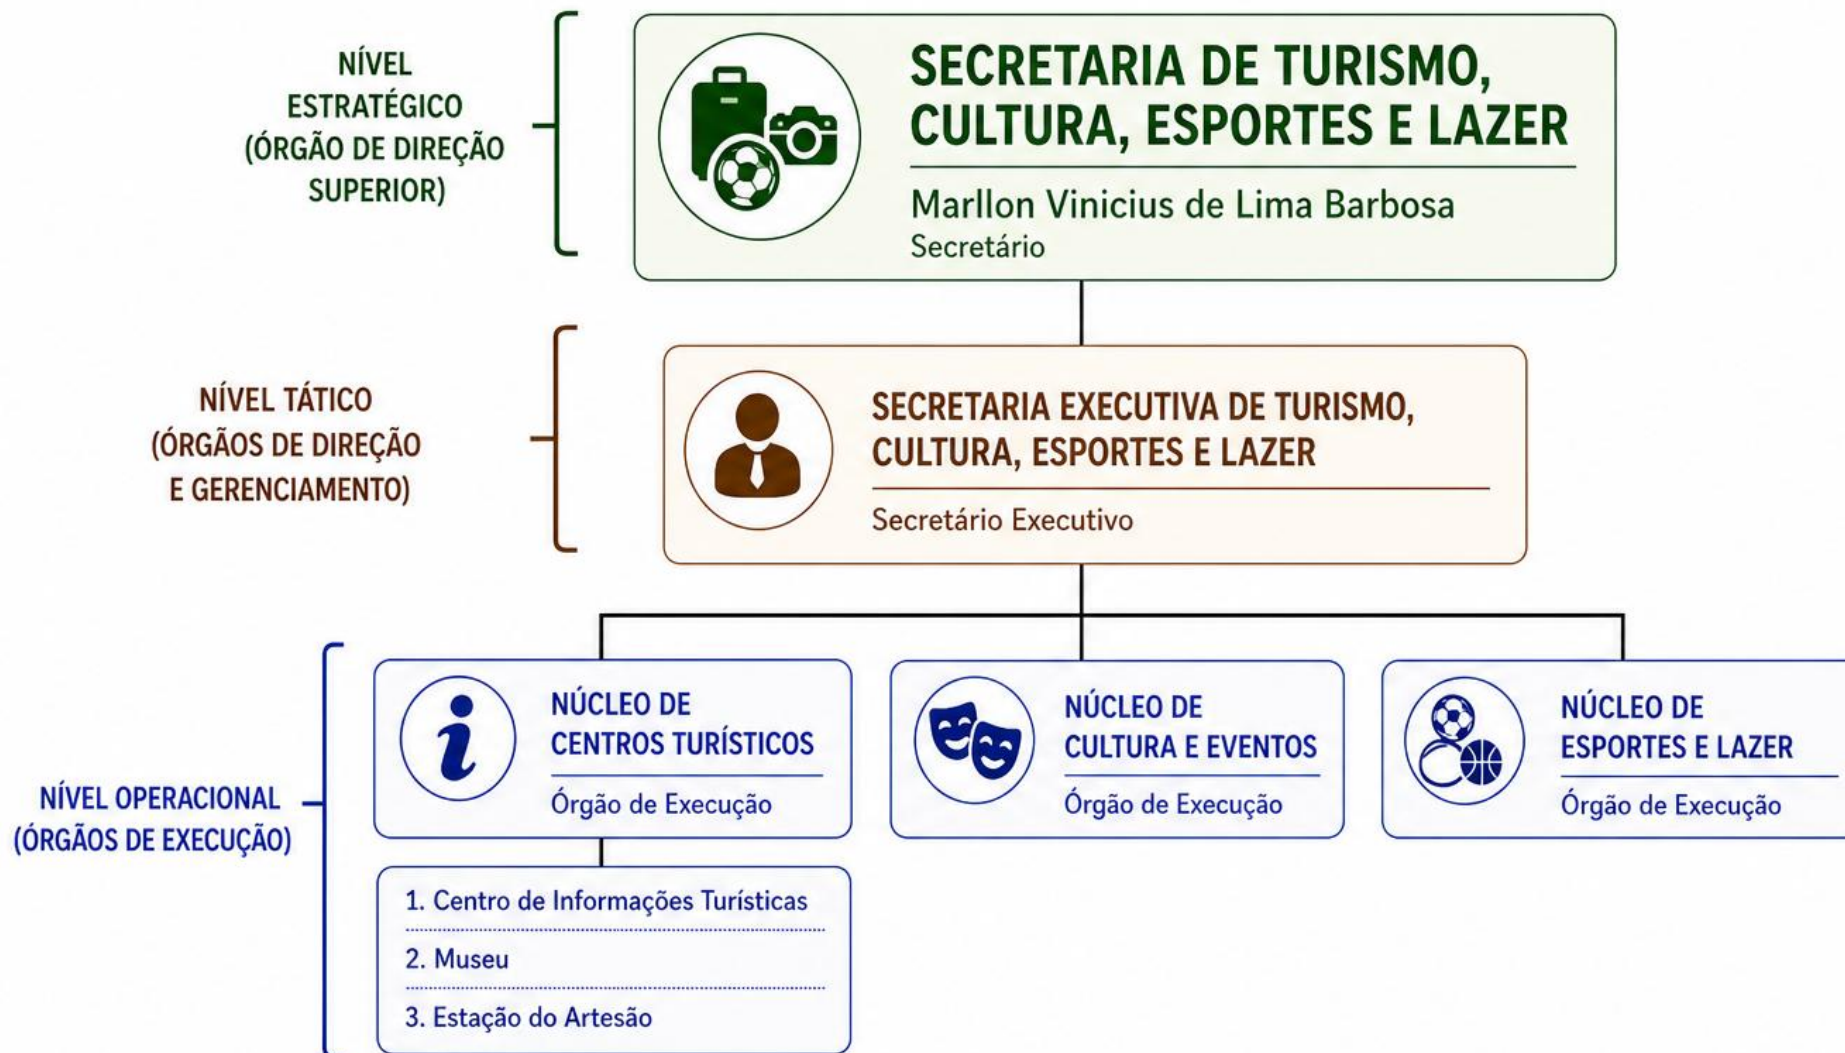 NÍVEL
ESTRATÉGICO
(ÓRGÃO DE DIREÇÃO
SUPERIOR)
SECRETARIA DE TURISMO,
CULTURA, ESPORTES E LAZER
Marllon Vinicius de Lima Barbosa
Secretário
NÍVEL TÁTICO
(ÓRGÃOS DE DIREÇÃO
E GERENCIAMENTO)
SECRETARIA EXECUTIVA DE TURISMO,
CULTURA, ESPORTES E LAZER
Secretário Executivo
NÍVEL OPERACIONAL
(ÓRGÃOS DE EXECUÇÃO)
NÚCLEO DE
CENTROS TURÍSTICOS
Órgão de Execução
1. Centro de Informações Turísticas
2. Museu
3. Estação do Artesão
NÚCLEO DE
CULTURA E EVENTOS
Órgão de Execução
NÚCLEO DE
ESPORTES E LAZER
Órgão de Execução